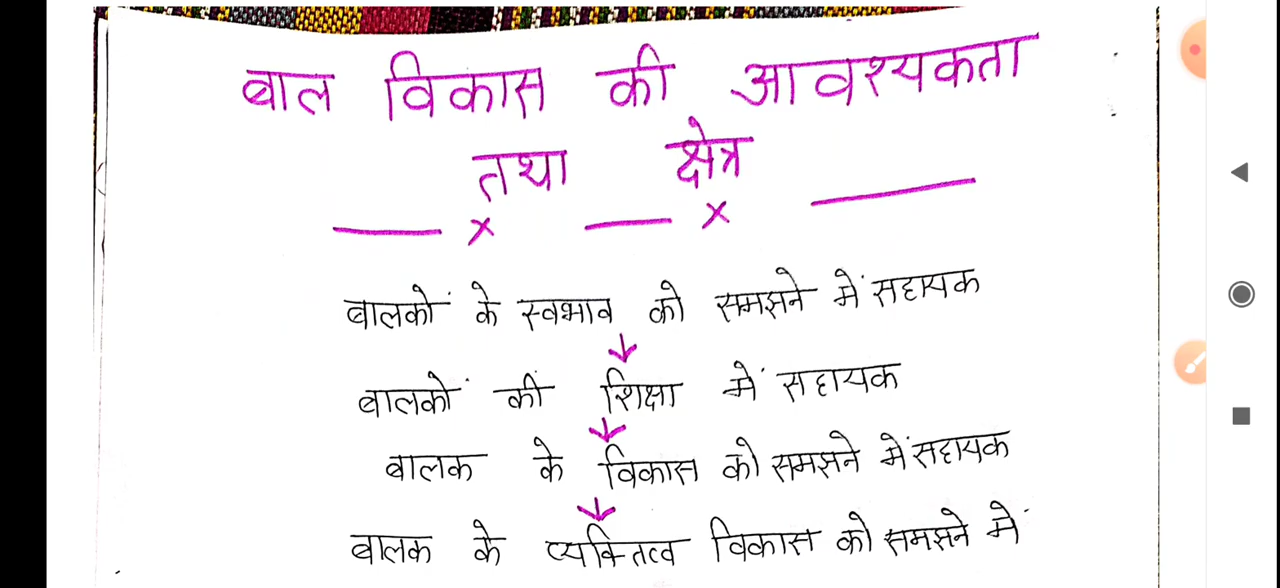 बाल विकास की आवश्यकता
तथा क्षेत्र
बालकों के स्वभाव को समझने में सहायक
बालकों की शिक्षा में सहायक
बालक के विकास को समझने में सहायक
बालक के व्यक्तित्व विकास को समझने में